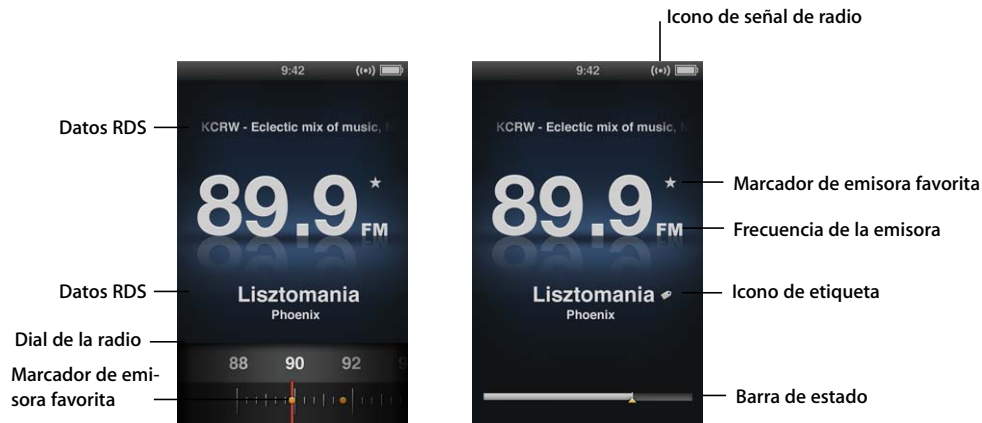 Icono de señal de radio
9:42
9:42
Datos RDS
KCRW - Eclectic mix of music,
KCRW - Eclectic mix of music,
89.9
FM
89.9
FM
Marcador de emisora favorita
Frecuencia de la emisora
Datos RDS
Lisztomania
Phoenix
Lisztomania
Phoenix
Icono de etiqueta
Dial de la radio
88 90 92
Marcador de emi-
sora favorita
Barra de estado